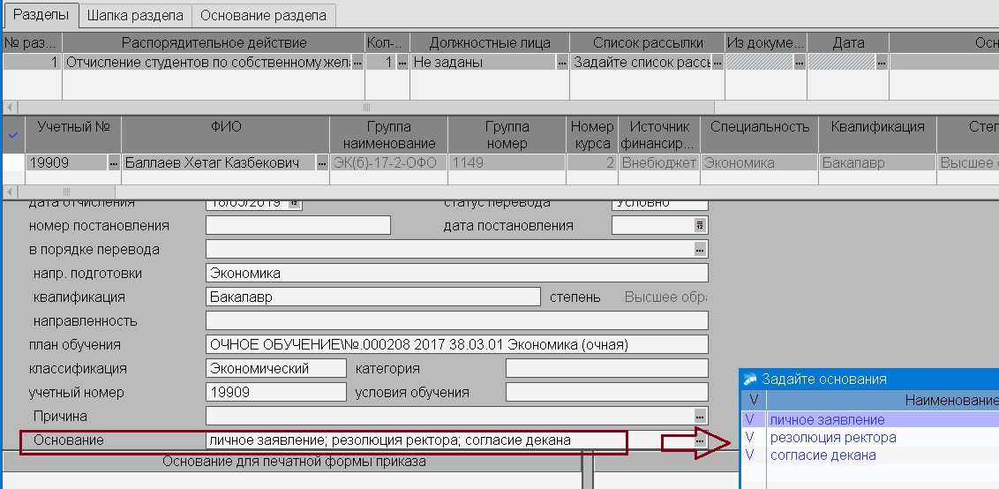 Разделы Шапка раздела Основание раздела
№ раз... Распорядительное действие Кол-... Должностные лица Список рассылки Из докуме... Дата Осн
1 Отчисление студентов по собственному жел ... 1 ... Не заданы ... Задайте список рассы ... ... ...
Учетный № ФИО Группа наименование Группа номер Номер курса Источник финансир... Специальность Квалификация Степ
19909 ... Баллаев Хетаг Казбекович ... ЭК(б)-17-2-ОФО 1149 2 Внебюджет Экономика Бакалавр Высшее о
дата отчисления 18/05/2019 статус перевода Условно
номер постановления дата постановления
в порядке перевода ...
напр. подготовки Экономика
квалификация Бакалавр степень Высшее обра
направленность
план обучения ОЧНОЕ ОБУЧЕНИЕ\№.000208 2017 38.03.01 Экономика (очная)
классификация Экономический категория
учетный номер 19909 условия обучения
Причина ...
Основание личное заявление; резолюция ректора; согласие декана ...
Основание для печатной формы приказа
Задайте основания
V Наименование
V личное заявление
V резолюция ректора
V согласие декана